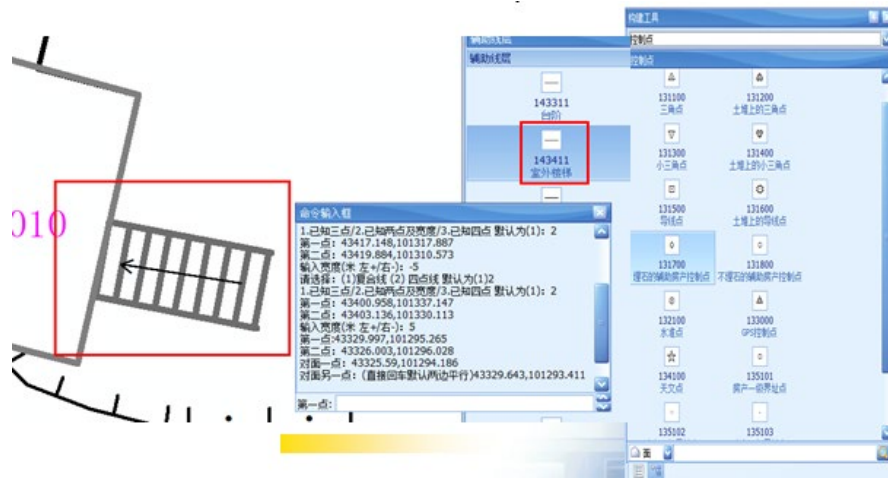 010
辅助线层
143311
台阶
143411
室外楼梯
命令输入框
1.已知三点/2.已知两点及宽度/3.已知四点 默认为(1): 2
第一点: 43417.148,101317.887
第二点: 43419.884,101310.573
输入宽度(米 左+/右-): -5
请选择: (1)复合线 (2) 四点线 默认为(1)2
1.已知三点/2.已知两点及宽度/3.已知四点 默认为(1): 2
第一点: 43400.958,101337.147
第二点: 43403.136,101330.113
输入宽度(米 左+/右-): 5
第一点:43329.997,101295.265
第二点: 43326.003,101296.028
对面一点: 43325.59,101294.186
对面另一点: (直接回车默认两边平行)43329.643,101293.411
第一点:
构建工具
控制点
控制点
131100 131200
三角点 土堆上的三角点
131300 131400
小三角点 土堆上的小三角点
131500 131600
导线点 土堆上的导线点
131700 131800
埋石的辅助房产控制点 不埋石的辅助房产控制点
132100 133000
水准点 GPS控制点
134100 135101
天文点 房产一级界址点
135102 135103
面